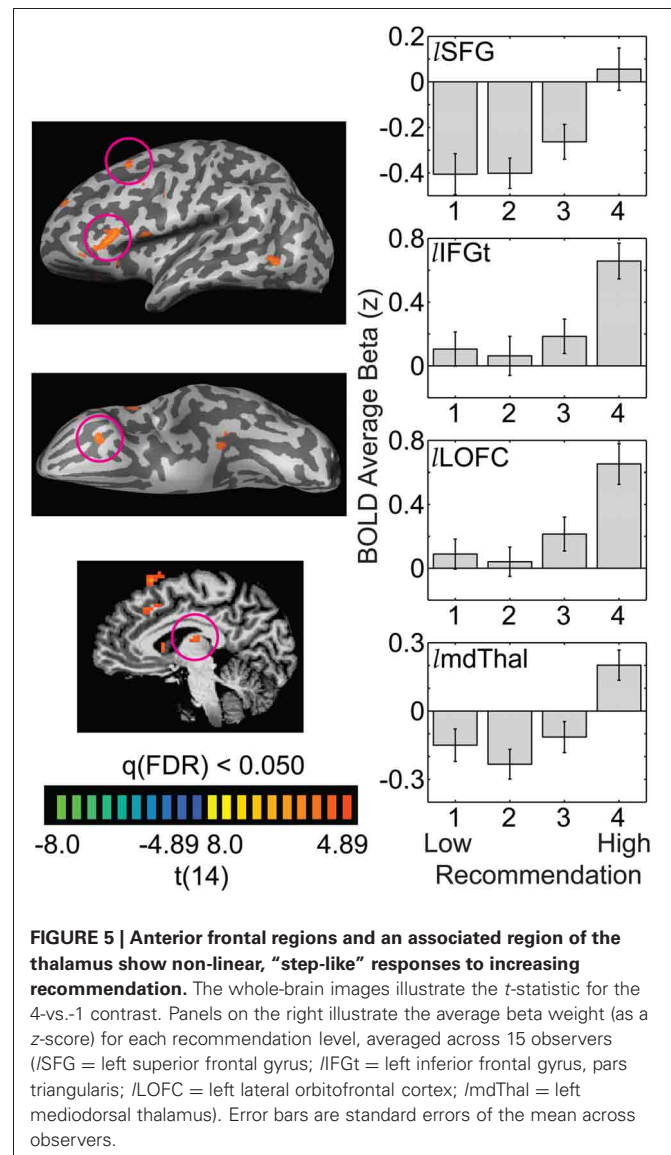 lSFG
0.2
0
-0.2
-0.4
1 2 3 4
lIFGt
0.8
0.4
0
1 2 3 4
lLOFC
0.8
0.4
0
1 2 3 4
lmdThal
0.3
0
-0.3
1 2 3 4
Low High
Recommendation
BOLD Average Beta (z)
q(FDR) < 0.050
-8.0 -4.89 8.0 4.89
t(14)
FIGURE 5 | Anterior frontal regions and an associated region of the
thalamus show non-linear, “step-like” responses to increasing
recommendation. The whole-brain images illustrate the t-statistic for the
4-vs.-1 contrast. Panels on the right illustrate the average beta weight (as a
z-score) for each recommendation level, averaged across 15 observers
(lSFG = left superior frontal gyrus; lIFGt = left inferior frontal gyrus, pars
triangularis; lLOFC = left lateral orbitofrontal cortex; lmdThal = left
mediodorsal thalamus). Error bars are standard errors of the mean across
observers.